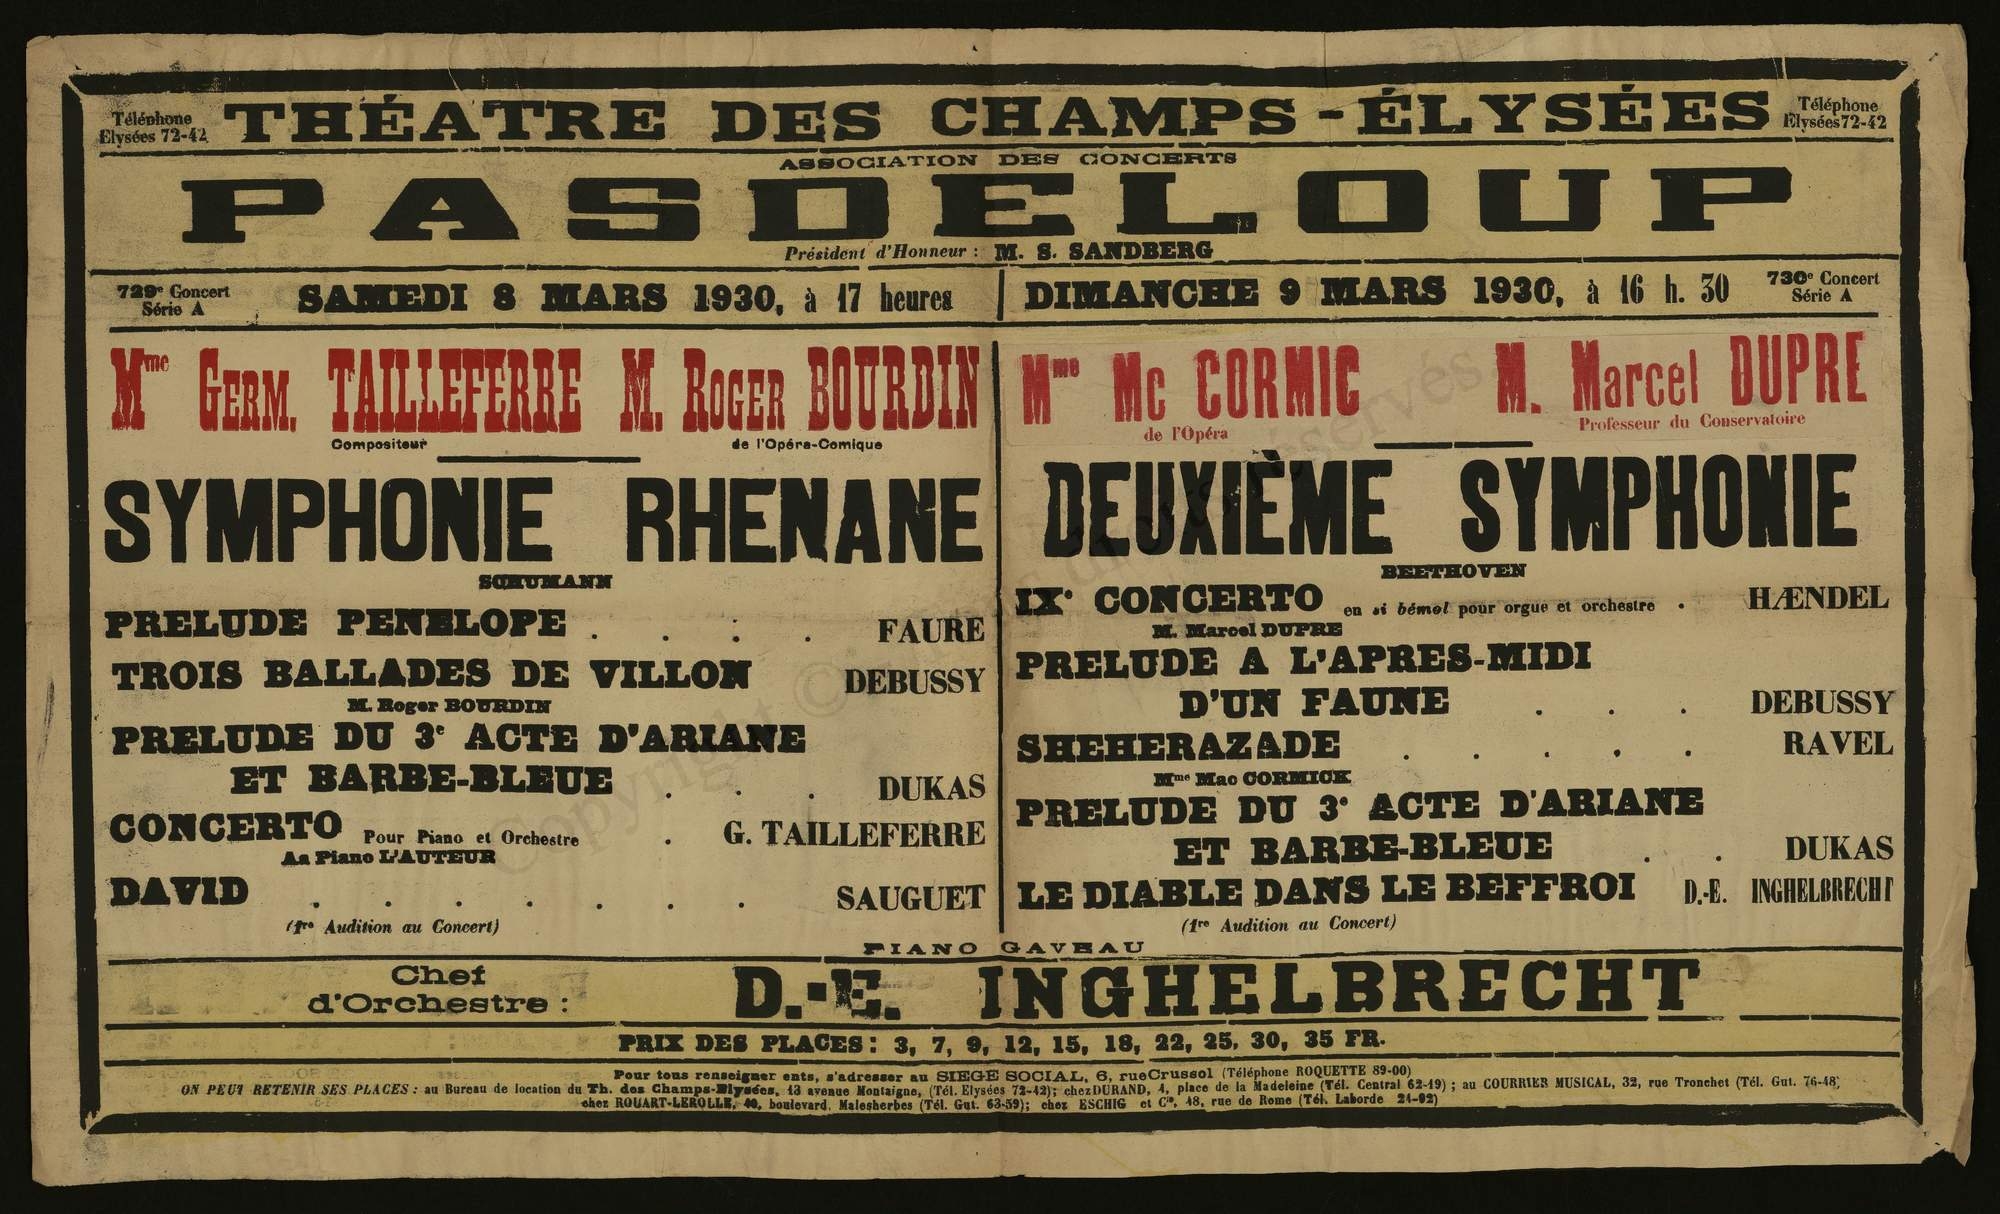 Téléphone
Elysées 72-42
THÉATRE DES CHAMPS-ÉLYSÉES
Téléphone
Elysées 72-42
ASSOCIATION DES CONCERTS
PASDELOUP
Président d'Honneur : M. S. SANDBERG
729e Concert
Série A
SAMEDI 8 MARS 1930, à 17 heures
Mme GERM. TAILLEFERRE M. ROGER BOURDIN
Compositeur de l'Opéra-Comique
SYMPHONIE RHENANE
SCHUMANN
PRELUDE PENELOPE . . . . FAURE
TROIS BALLADES DE VILLON DEBUSSY
M. Roger BOURDIN
PRELUDE DU 3e ACTE D'ARIANE
ET BARBE-BLEUE . . . DUKAS
CONCERTO Pour Piano et Orchestre . G. TAILLEFERRE
Aa Piano L'AUTEUR
DAVID . . . . . . . SAUGUET
(1re Audition au Concert)
DIMANCHE 9 MARS 1930, à 16 h. 30
730e Concert
Série A
Mme Mc CORMIC M. Marcel DUPRE
de l'Opéra Professeur du Conservatoire
DEUXIÈME SYMPHONIE
BEETHOVEN
IXe CONCERTO en si bémol pour orgue et orchestre . HÆNDEL
M. Marcel DUPRE
PRELUDE A L'APRES-MIDI
D'UN FAUNE . . . DEBUSSY
SHEHERAZADE . . . . . RAVEL
Mme Mac CORMICK
PRELUDE DU 3e ACTE D'ARIANE
ET BARBE-BLEUE . . DUKAS
LE DIABLE DANS LE BEFFROI D.-E. INGHELBRECHT
(1re Audition au Concert)
PIANO GAVEAU
Chef
d'Orchestre :
D.-E. INGHELBRECHT
PRIX DES PLACES : 3, 7, 9, 12, 15, 18, 22, 25, 30, 35 FR.
Pour tous renseigner ents, s'adresser au SIEGE SOCIAL, 6, rue Crussol (Téléphone ROQUETTE 89-00)
ON PEUT RETENIR SES PLACES : au Bureau de location du Th. des Champs-Elysées, 13 avenue Montaigne, (Tél. Elysées 72-42); chez DURAND, 4, place de la Madeleine (Tél. Central 62-19) ; au COURRIER MUSICAL, 32, rue Tronchet (Tél. Gut. 76-48)
chez ROUART-LEROLLE, 40, boulevard. Malesherbes (Tél. Gut. 63-59); chez ESCHIG et Cie, 48, rue de Rome (Tél. Laborde 24-02)